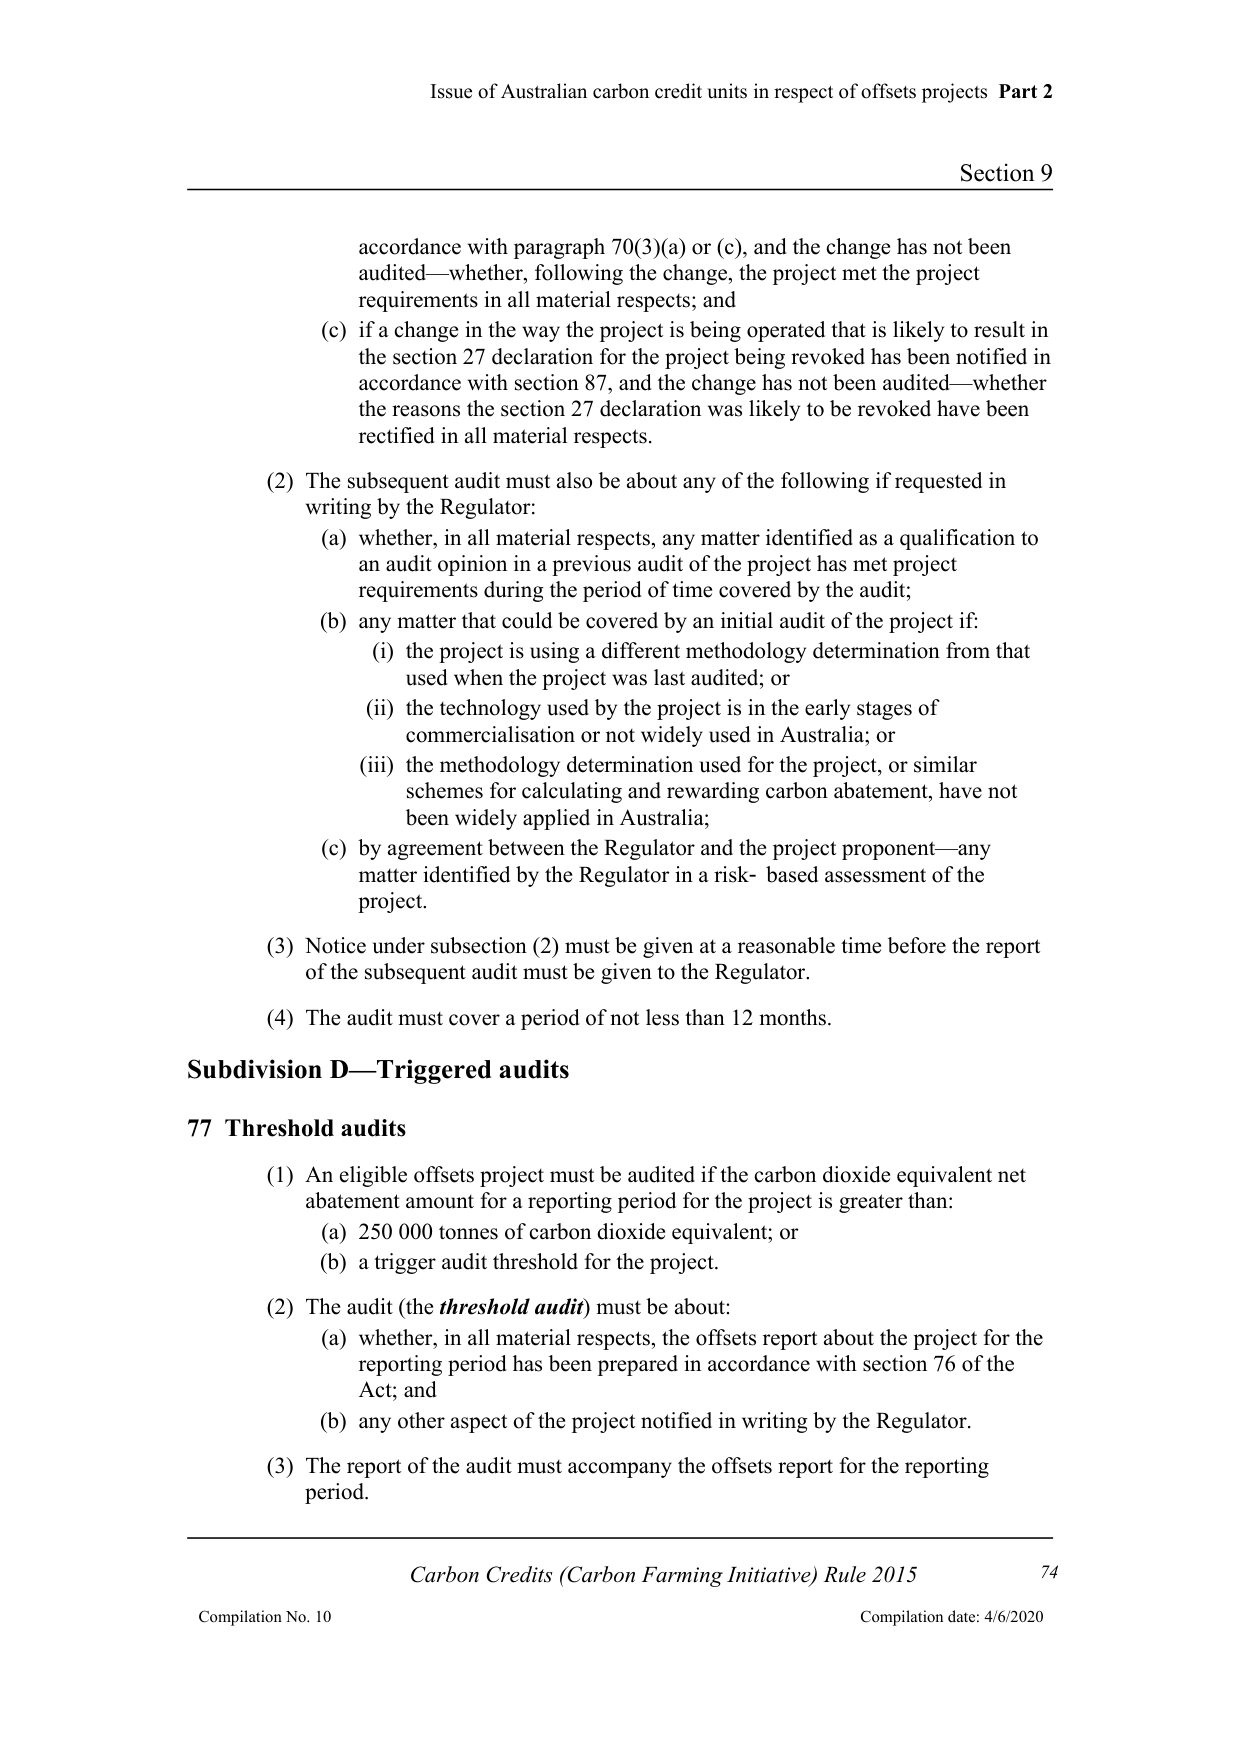 Issue of Australian carbon credit units in respect of offsets projects  Part 2
Section 9
accordance with paragraph 70(3)(a) or (c), and the change has not been
audited—whether, following the change, the project met the project
requirements in all material respects; and
(c) if a change in the way the project is being operated that is likely to result in
the section 27 declaration for the project being revoked has been notified in
accordance with section 87, and the change has not been audited—whether
the reasons the section 27 declaration was likely to be revoked have been
rectified in all material respects.
(2) The subsequent audit must also be about any of the following if requested in
writing by the Regulator:
(a) whether, in all material respects, any matter identified as a qualification to
an audit opinion in a previous audit of the project has met project
requirements during the period of time covered by the audit;
(b) any matter that could be covered by an initial audit of the project if:
(i) the project is using a different methodology determination from that
used when the project was last audited; or
(ii) the technology used by the project is in the early stages of
commercialisation or not widely used in Australia; or
(iii) the methodology determination used for the project, or similar
schemes for calculating and rewarding carbon abatement, have not
been widely applied in Australia;
(c) by agreement between the Regulator and the project proponent—any
matter identified by the Regulator in a risk- based assessment of the
project.
(3) Notice under subsection (2) must be given at a reasonable time before the report
of the subsequent audit must be given to the Regulator.
(4) The audit must cover a period of not less than 12 months.
Subdivision D—Triggered audits
77  Threshold audits
(1) An eligible offsets project must be audited if the carbon dioxide equivalent net
abatement amount for a reporting period for the project is greater than:
(a) 250 000 tonnes of carbon dioxide equivalent; or
(b) a trigger audit threshold for the project.
(2) The audit (the threshold audit) must be about:
(a) whether, in all material respects, the offsets report about the project for the
reporting period has been prepared in accordance with section 76 of the
Act; and
(b) any other aspect of the project notified in writing by the Regulator.
(3) The report of the audit must accompany the offsets report for the reporting
period.
Carbon Credits (Carbon Farming Initiative) Rule 2015 74
Compilation No. 10 Compilation date: 4/6/2020